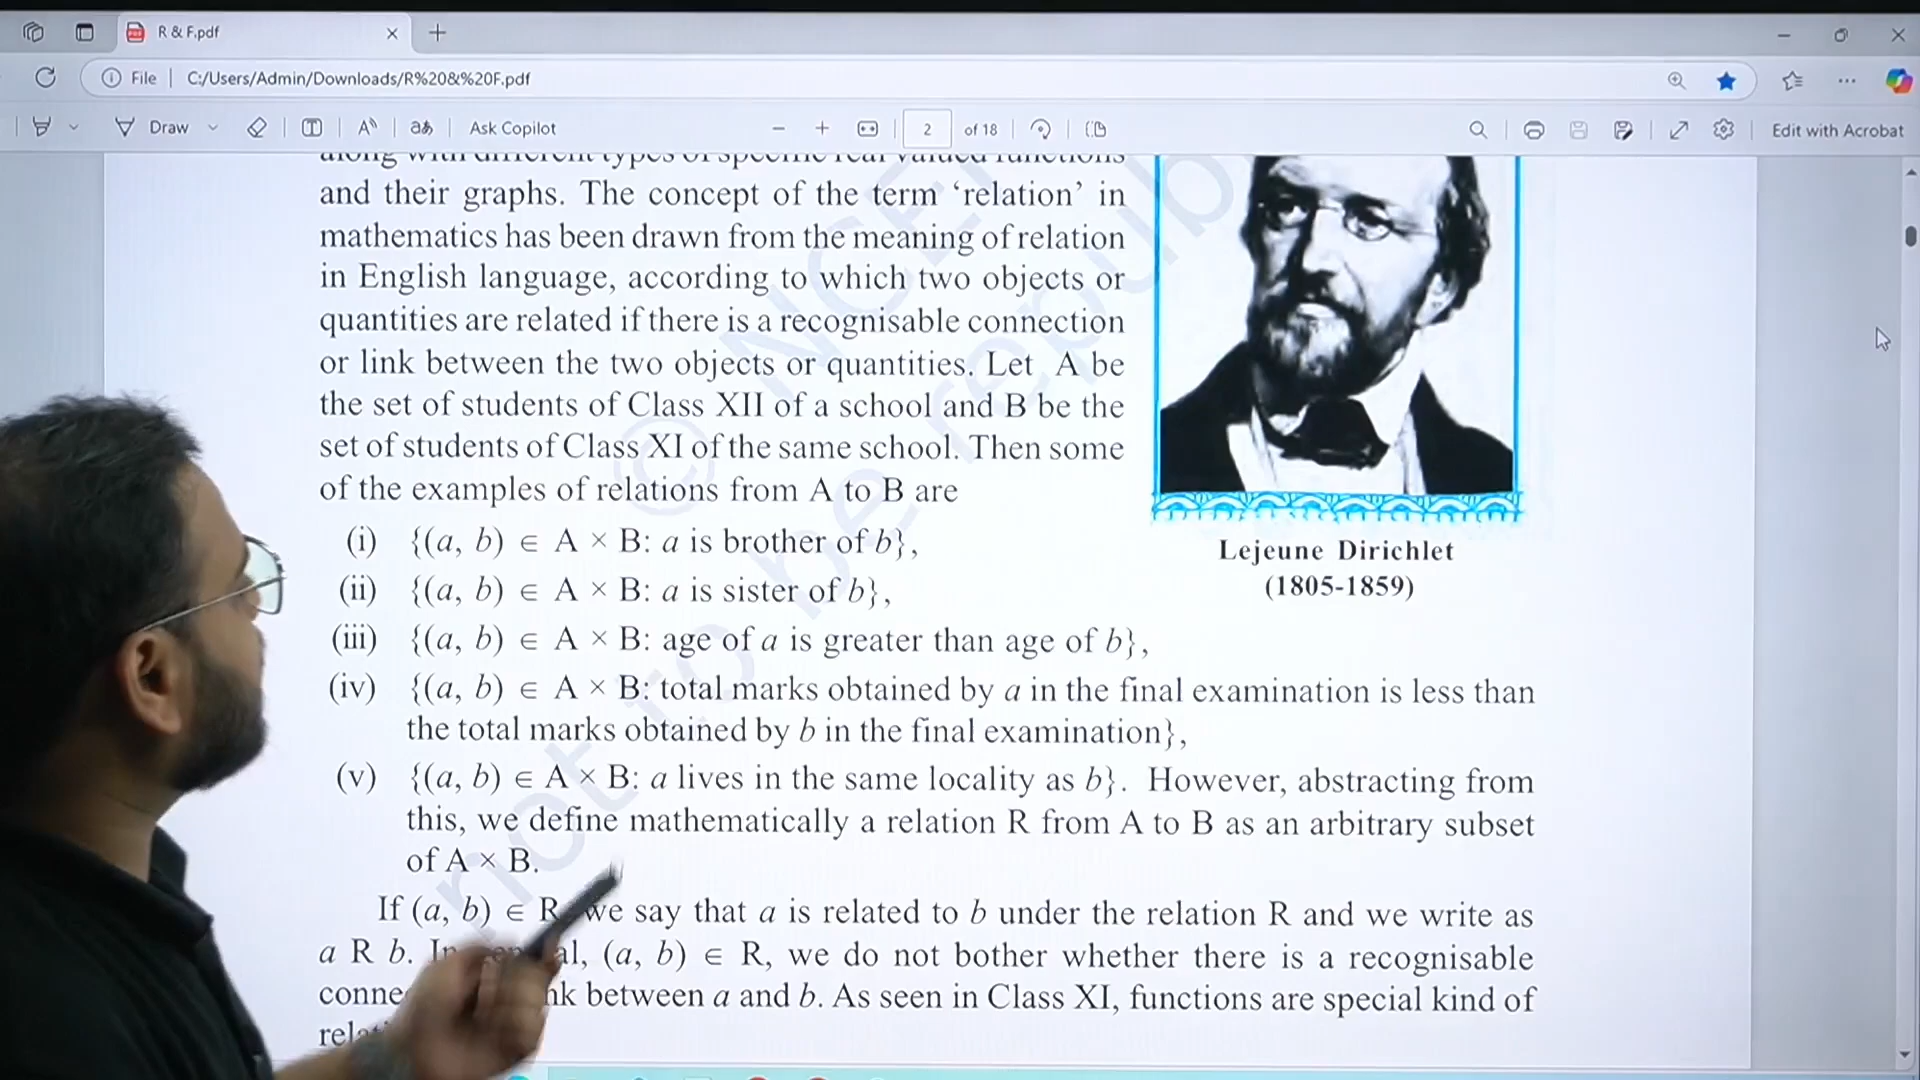 R & F.pdf
File C:/Users/Admin/Downloads/R%20&%20F.pdf
Draw
Ask Copilot
2 of 18
Edit with Acrobat
along with different types of specific real valued functions
and their graphs. The concept of the term ‘relation’ in
mathematics has been drawn from the meaning of relation
in English language, according to which two objects or
quantities are related if there is a recognisable connection
or link between the two objects or quantities. Let A be
the set of students of Class XII of a school and B be the
set of students of Class XI of the same school. Then some
of the examples of relations from A to B are
(i) {(a, b) ∈ A × B: a is brother of b},
(ii) {(a, b) ∈ A × B: a is sister of b},
(iii) {(a, b) ∈ A × B: age of a is greater than age of b},
(iv) {(a, b) ∈ A × B: total marks obtained by a in the final examination is less than
the total marks obtained by b in the final examination},
(v) {(a, b) ∈ A × B: a lives in the same locality as b}. However, abstracting from
this, we define mathematically a relation R from A to B as an arbitrary subset
of A × B.
If (a, b) ∈ R, we say that a is related to b under the relation R and we write as
a R b. (a, b) ∈ R, we do not bother whether there is a recognisable
between a and b. As seen in Class XI, functions are special kind of
Lejeune Dirichlet
(1805-1859)
not to be republ